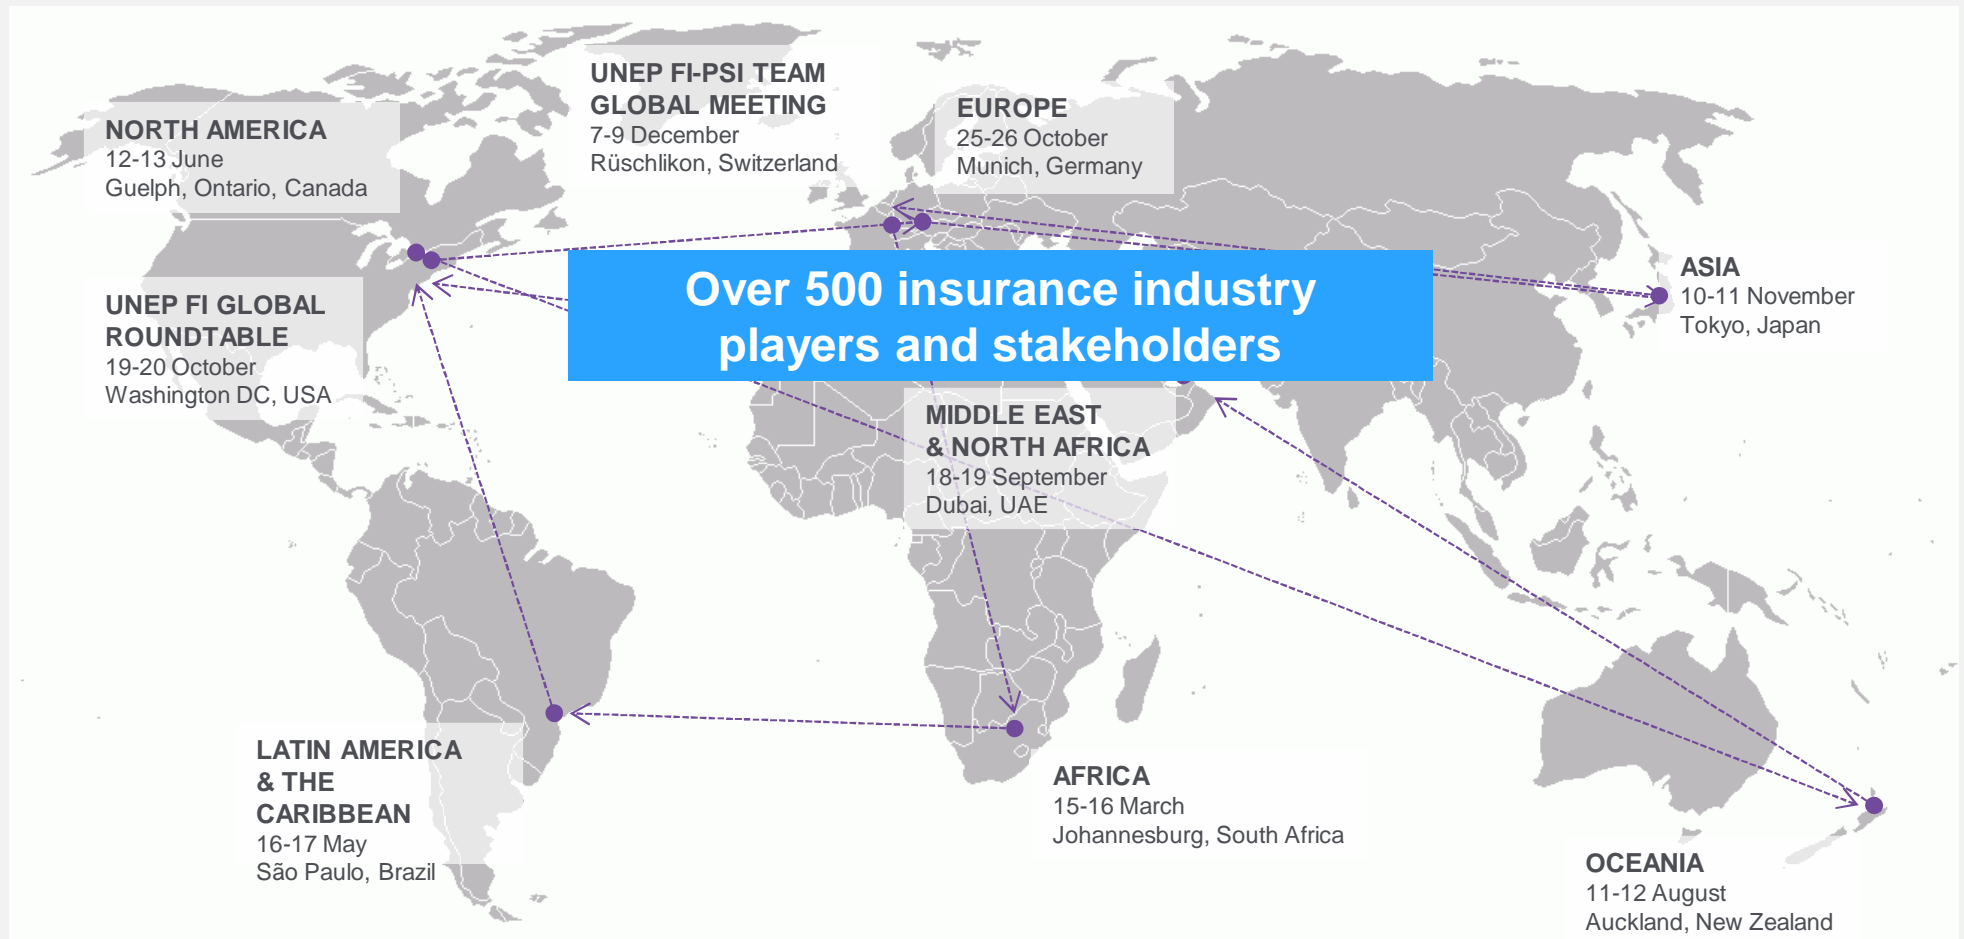 UNEP FI-PSI TEAM
GLOBAL MEETING
7-9 December
Rüschlikon, Switzerland
EUROPE
25-26 October
Munich, Germany
NORTH AMERICA
12-13 June
Guelph, Ontario, Canada
UNEP FI GLOBAL
ROUNDTABLE
19-20 October
Washington DC, USA
Over 500 insurance industry
players and stakeholders
ASIA
10-11 November
Tokyo, Japan
MIDDLE EAST
& NORTH AFRICA
18-19 September
Dubai, UAE
LATIN AMERICA
& THE
CARIBBEAN
16-17 May
São Paulo, Brazil
AFRICA
15-16 March
Johannesburg, South Africa
OCEANIA
11-12 August
Auckland, New Zealand